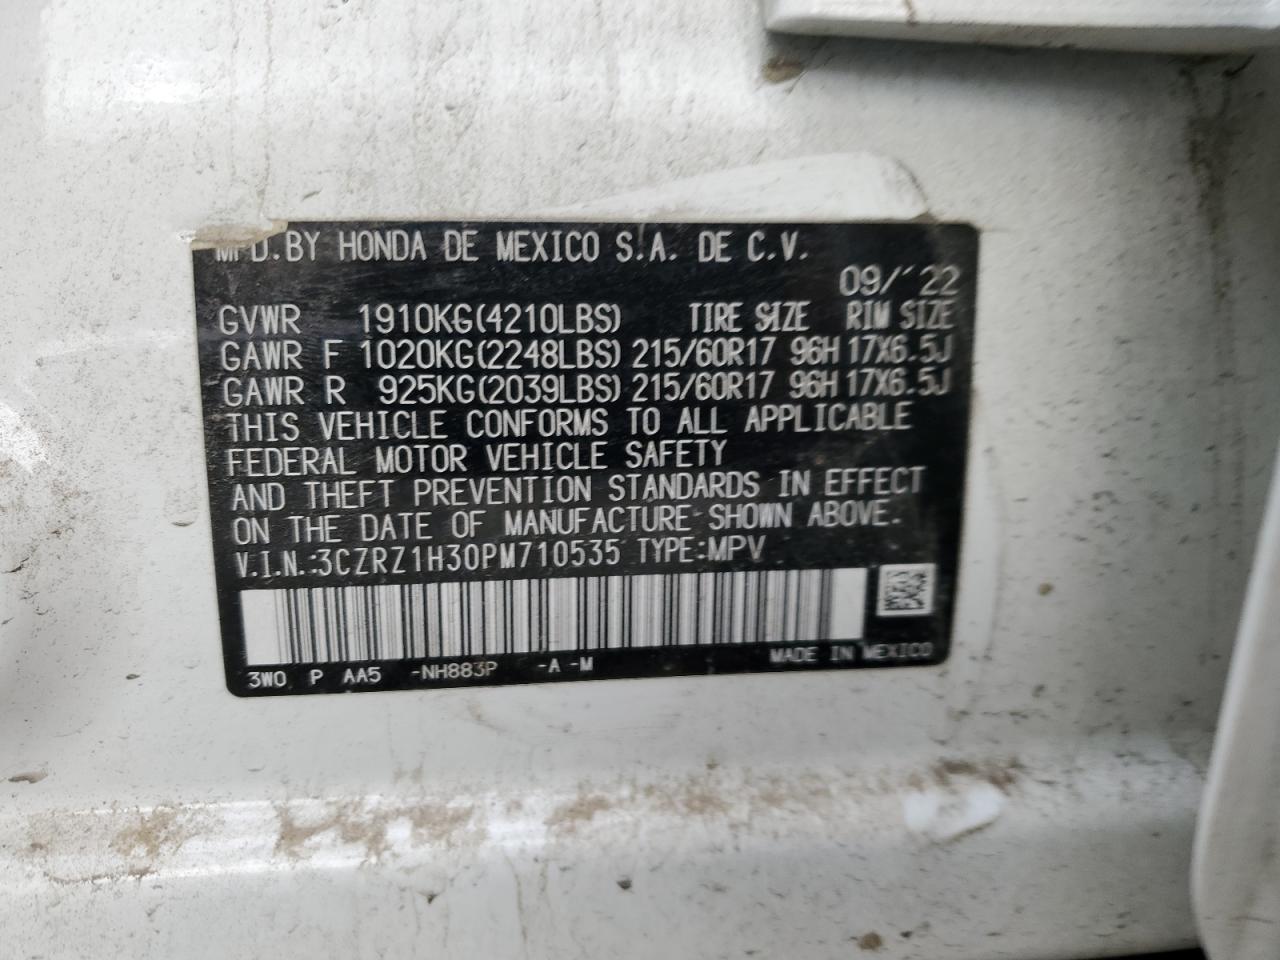 MFD. BY HONDA DE MEXICO S.A. DE C.V.
09/'22
GVWR 1910KG(4210LBS) TIRE SIZE RIM SIZE
GAWR F 1020KG(2248LBS) 215/60R17 96H 17X6.5J
GAWR R 925KG(2039LBS) 215/60R17 96H 17X6.5J
THIS VEHICLE CONFORMS TO ALL APPLICABLE
FEDERAL MOTOR VEHICLE SAFETY
AND THEFT PREVENTION STANDARDS IN EFFECT
ON THE DATE OF MANUFACTURE SHOWN ABOVE.
V.I.N.:3CZRZ1H30PM710535 TYPE:MPV
3WO P AA5 -NH883P -A -M MADE IN MEXICO